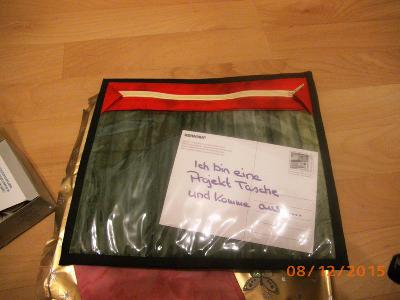 Ich bin eine
Projekt Tasche
und komme aus....
08/12/2015